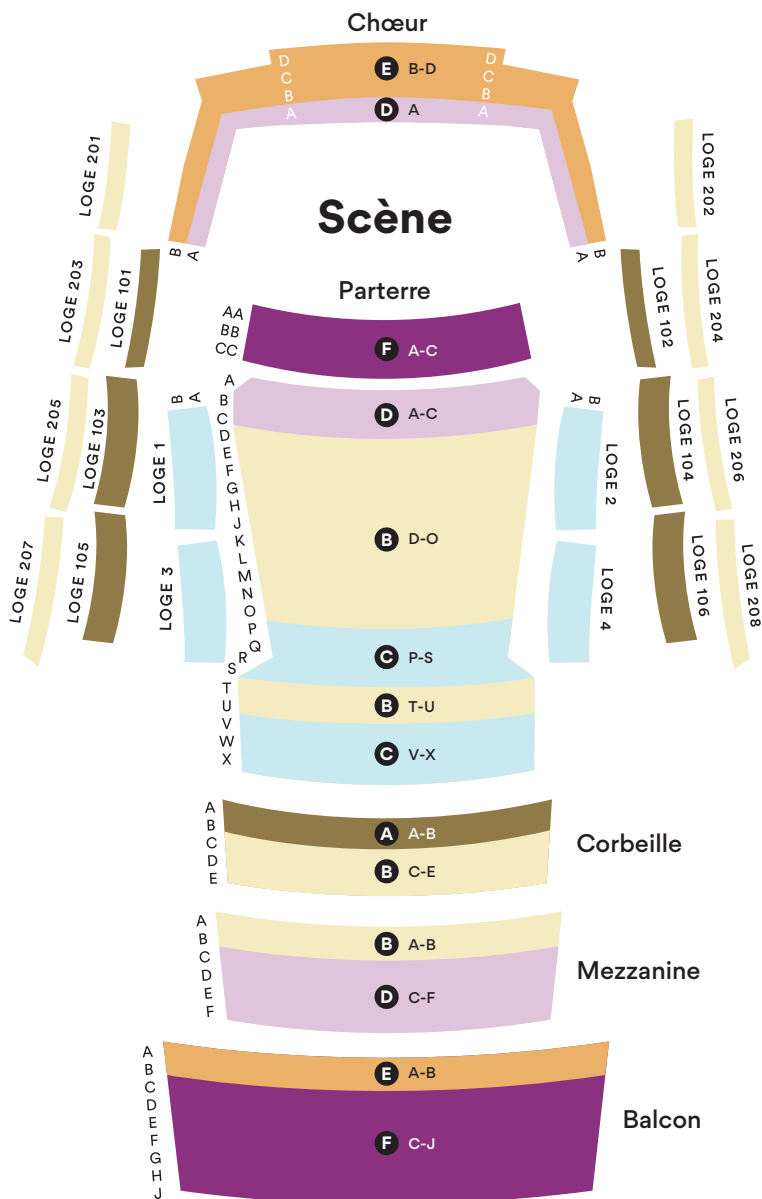 Chœur
D
C
B
A
E B-D
D
C
B
A
D A
B A
A B
Scène
LOGE 201
LOGE 203
LOGE 101
LOGE 205
LOGE 103
LOGE 207
LOGE 105
LOGE 202
LOGE 102
LOGE 204
LOGE 104
LOGE 206
LOGE 106
LOGE 208
Parterre
AA
BB
CC
F A-C
B A
LOGE 1
LOGE 3
A B
LOGE 2
LOGE 4
A
B
C
D
E
F
G
H
J
K
L
M
N
O
P
Q
R
S
T
U
V
W
X
D A-C
B D-O
C P-S
B T-U
C V-X
A
B
C
D
E
A A-B
B C-E
Corbeille
A
B
C
D
E
F
B A-B
D C-F
Mezzanine
A
B
C
D
E
F
G
H
J
E A-B
F C-J
Balcon